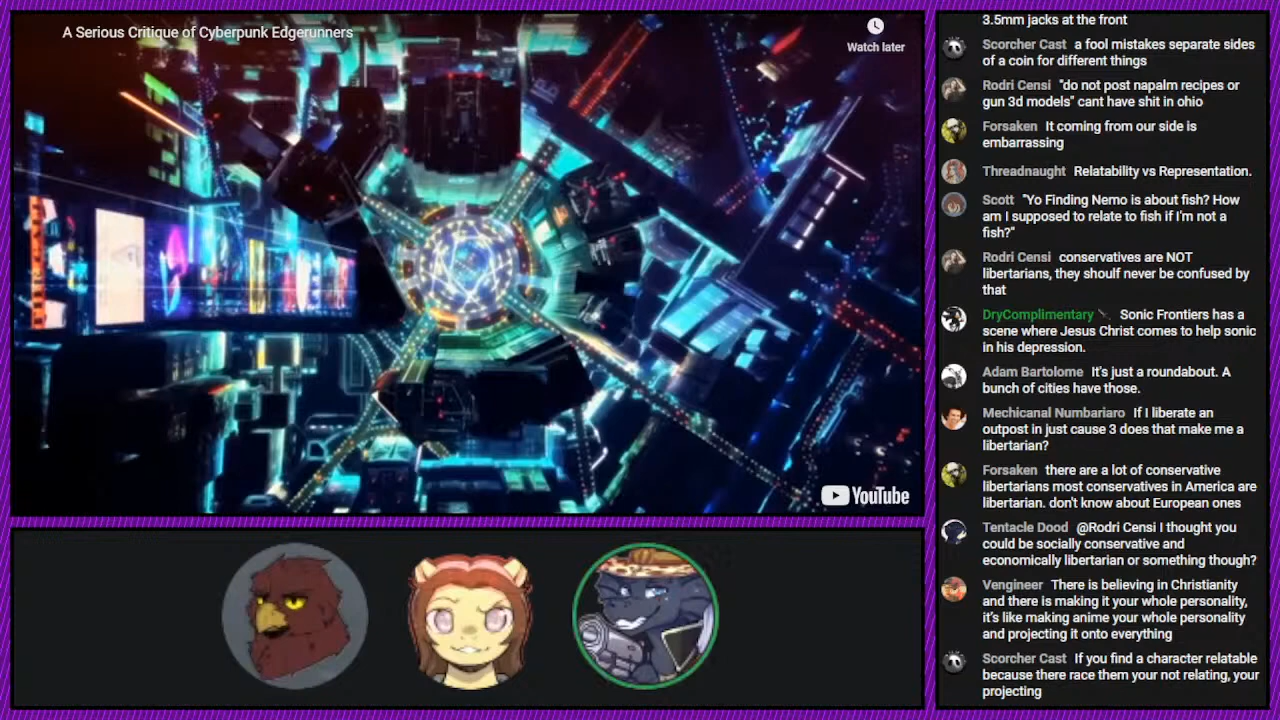 A Serious Critique of Cyberpunk Edgerunners
Watch later
YouTube
3.5mm jacks at the front
Scorcher Cast a fool mistakes separate sides
of a coin for different things
Rodri Censi "do not post napalm recipes or
gun 3d models" cant have shit in ohio
Forsaken It coming from our side is
embarrassing
Threadnaught Relatability vs Representation.
Scott "Yo Finding Nemo is about fish? How
am I supposed to relate to fish if I'm not a
fish?"
Rodri Censi conservatives are NOT
libertarians, they shoulf never be confused by
that
DryComplimentary Sonic Frontiers has a
scene where Jesus Christ comes to help sonic
in his depression.
Adam Bartolome It's just a roundabout. A
bunch of cities have those.
Mechicanal Numbariaro If I liberate an
outpost in just cause 3 does that make me a
libertarian?
Forsaken there are a lot of conservative
libertarians most conservatives in America are
libertarian. don't know about European ones
Tentacle Dood @Rodri Censi I thought you
could be socially conservative and
economically libertarian or something though?
Vengineer There is believing in Christianity
and there is making it your whole personality,
it's like making anime your whole personality
and projecting it onto everything
Scorcher Cast If you find a character relatable
because there race them your not relating, your
projecting